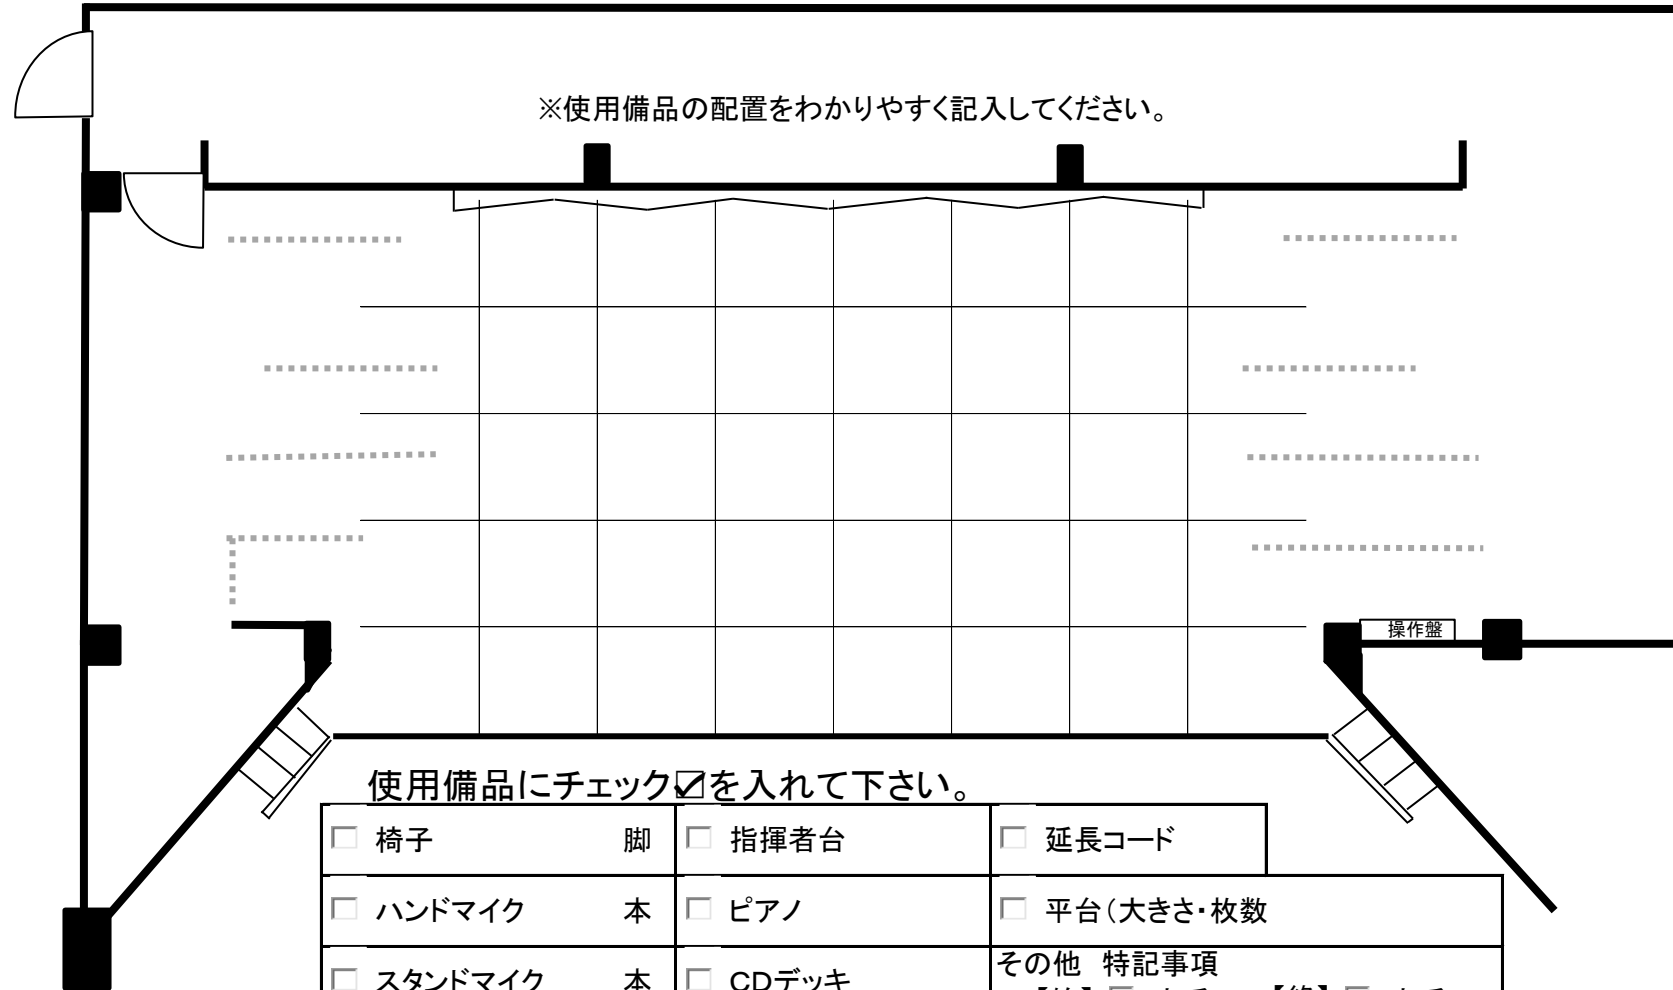 ※使用備品の配置をわかりやすく記入してください。
操作盤
使用備品にチェック☑を入れて下さい。
☐ 椅子 脚 ☐ 指揮者台 ☐ 延長コード
☐ ハンドマイク 本 ☐ ピアノ ☐ 平台（大きさ・枚数
☐ スタンドマイク 本 ☐ CDデッキ その他 特記事項